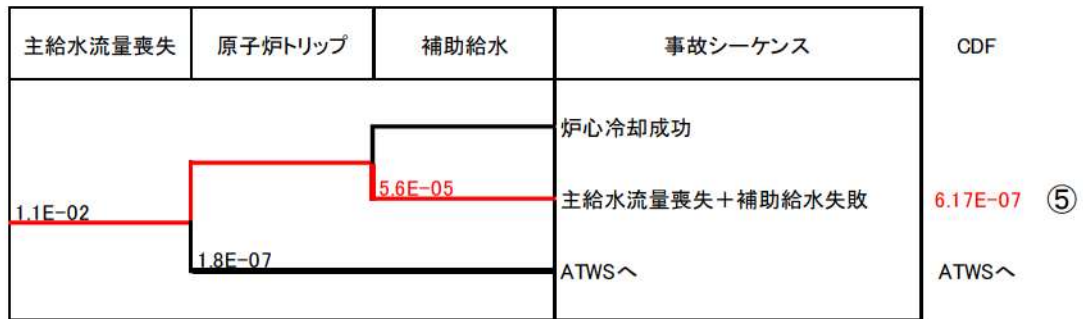 主給水流量喪失 原子炉トリップ 補助給水 事故シーケンス CDF
炉心冷却成功
5.6E-05
主給水流量喪失+補助給水失敗 6.17E-07 ⑤
1.1E-02
1.8E-07
ATWSへ ATWSへ